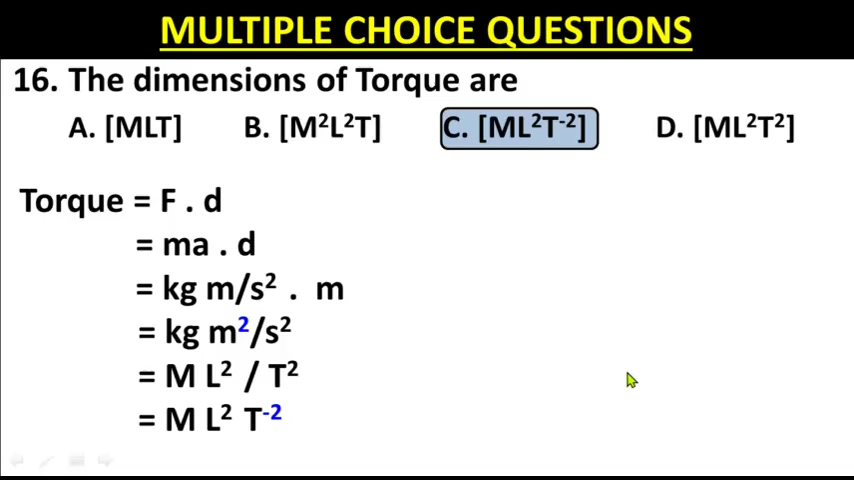 MULTIPLE CHOICE QUESTIONS
16. The dimensions of Torque are
A. [MLT] B. [M²L²T] C. [ML²T⁻²] D. [ML²T²]
Torque = F . d
= ma . d
= kg m/s² . m
= kg m²/s²
= M L² / T²
= M L² T⁻²